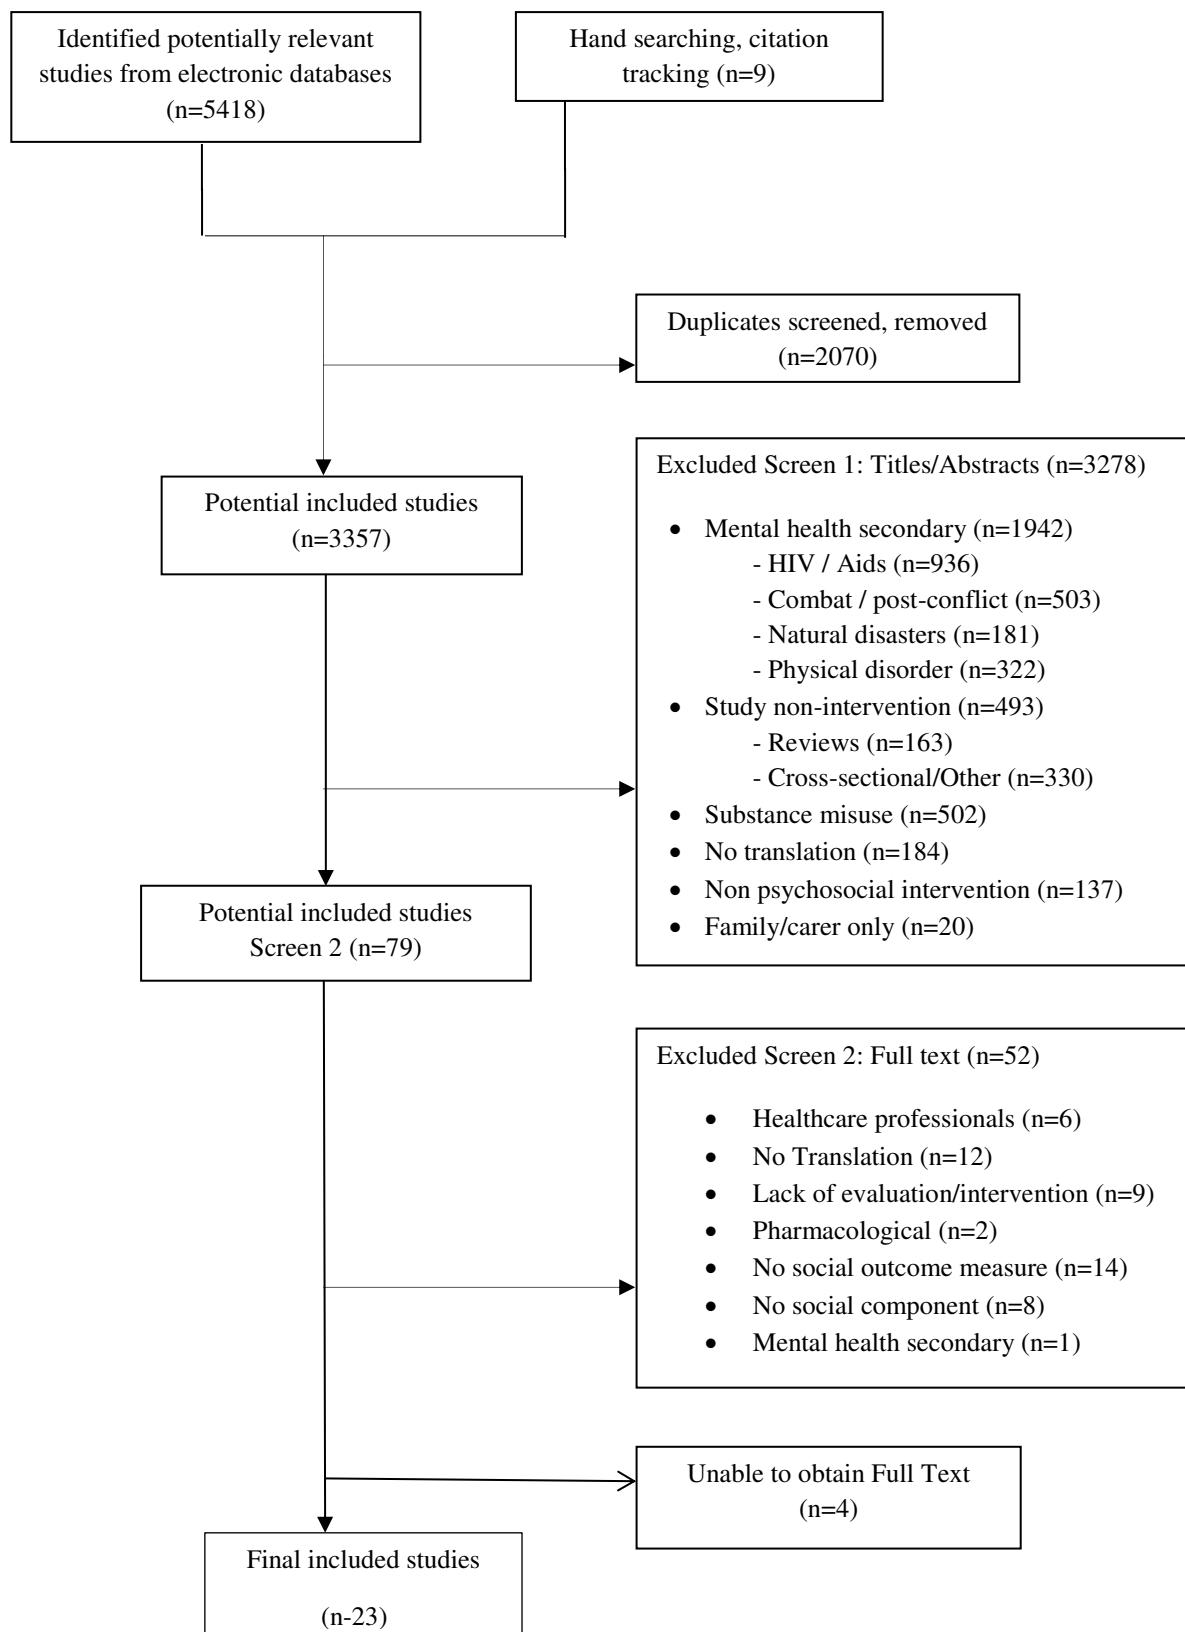 Identified potentially relevant
studies from electronic databases
(n=5418)
Hand searching, citation
tracking (n=9)
Duplicates screened, removed
(n=2070)
Potential included studies
(n=3357)
Excluded Screen 1: Titles/Abstracts (n=3278)
• Mental health secondary (n=1942)
- HIV / Aids (n=936)
- Combat / post-conflict (n=503)
- Natural disasters (n=181)
- Physical disorder (n=322)
• Study non-intervention (n=493)
- Reviews (n=163)
- Cross-sectional/Other (n=330)
• Substance misuse (n=502)
• No translation (n=184)
• Non psychosocial intervention (n=137)
• Family/carer only (n=20)
Potential included studies
Screen 2 (n=79)
Excluded Screen 2: Full text (n=52)
• Healthcare professionals (n=6)
• No Translation (n=12)
• Lack of evaluation/intervention (n=9)
• Pharmacological (n=2)
• No social outcome measure (n=14)
• No social component (n=8)
• Mental health secondary (n=1)
Unable to obtain Full Text
(n=4)
Final included studies
(n-23)